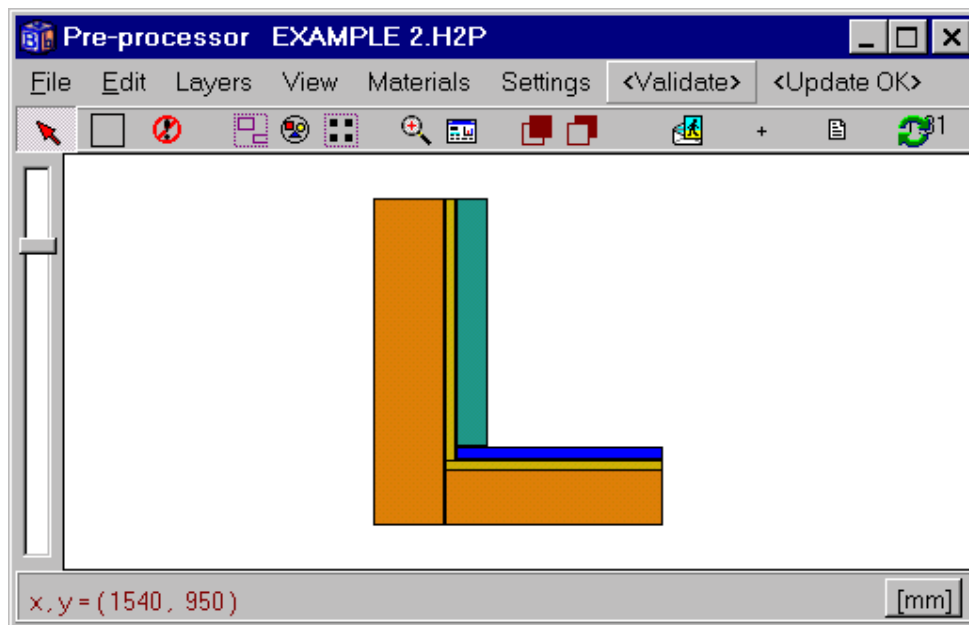 Pre-processor EXAMPLE 2.H2P
File Edit Layers View Materials Settings <Validate> <Update OK>
x,y=(1540, 950) [mm]